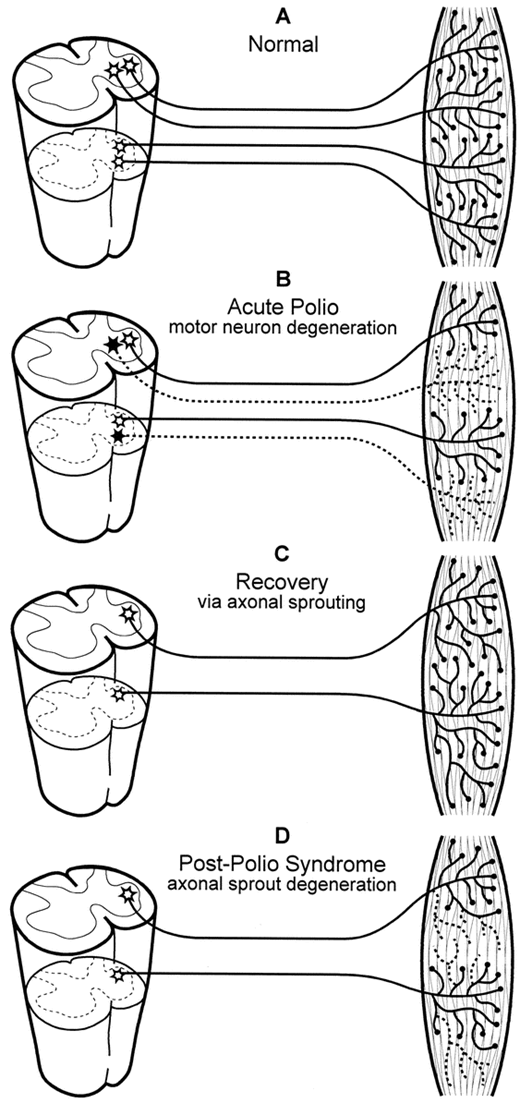 A
Normal
B
Acute Polio
motor neuron degeneration
C
Recovery
via axonal sprouting
D
Post-Polio Syndrome
axonal sprout degeneration